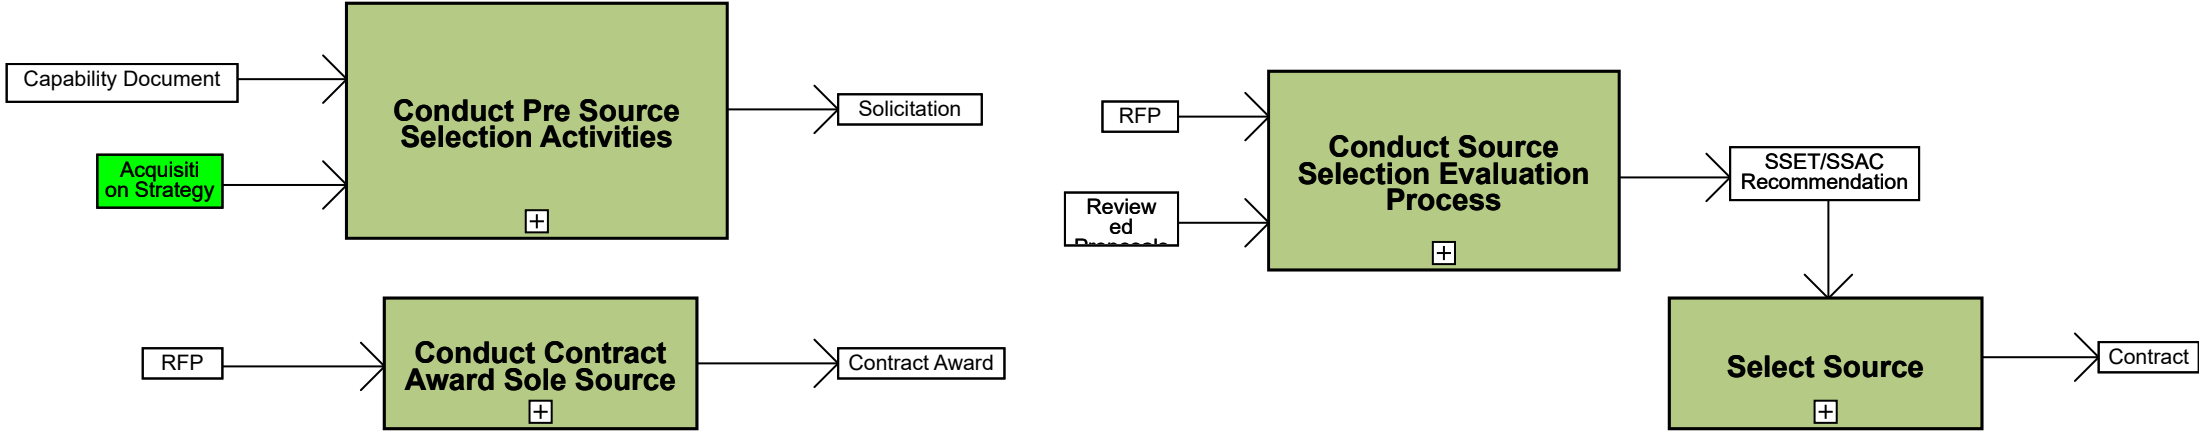 Capability Document
Acquisiti
on Strategy
Conduct Pre Source
Selection Activities
Solicitation
RFP
Conduct Contract
Award Sole Source
Contract Award
RFP
Review
ed
Proposals
Conduct Source
Selection Evaluation
Process
SSET/SSAC
Recommendation
Select Source
Contract